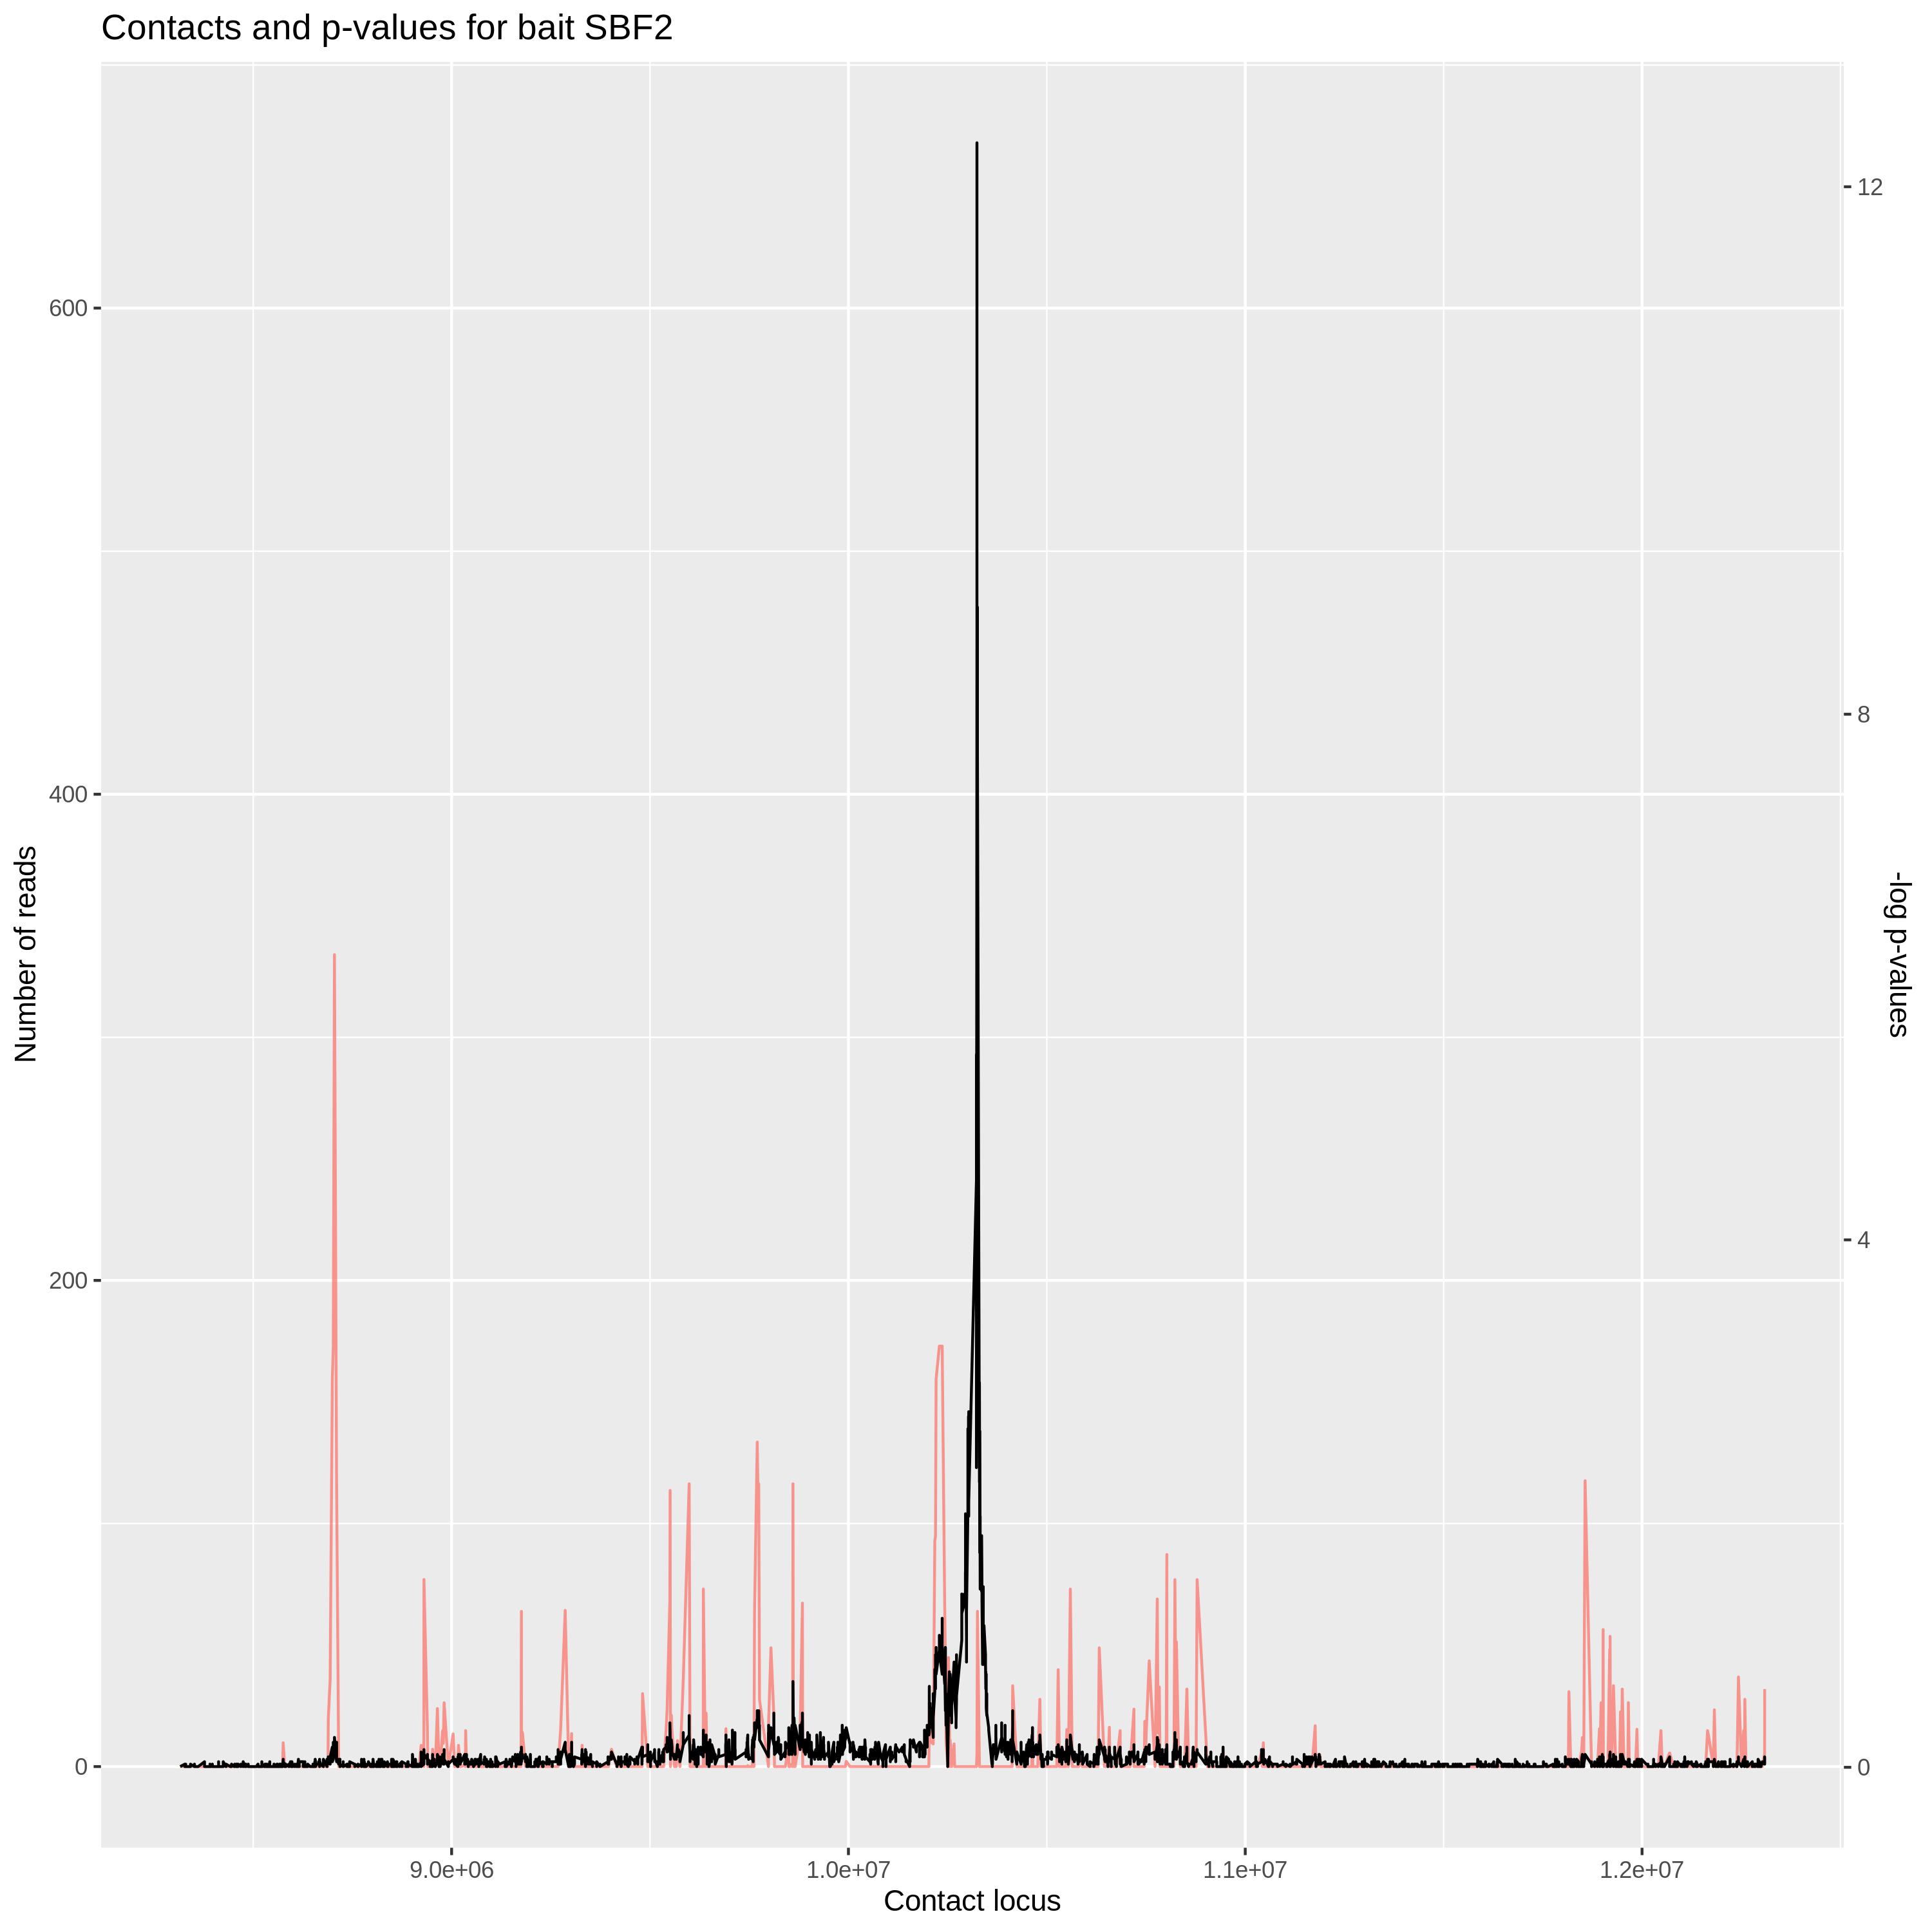 Contacts and p-values for bait SBF2
12
600
8
400
Number of reads
-log p-values
4
200
0
0
9.0e+06
1.0e+07
1.1e+07
1.2e+07
Contact locus